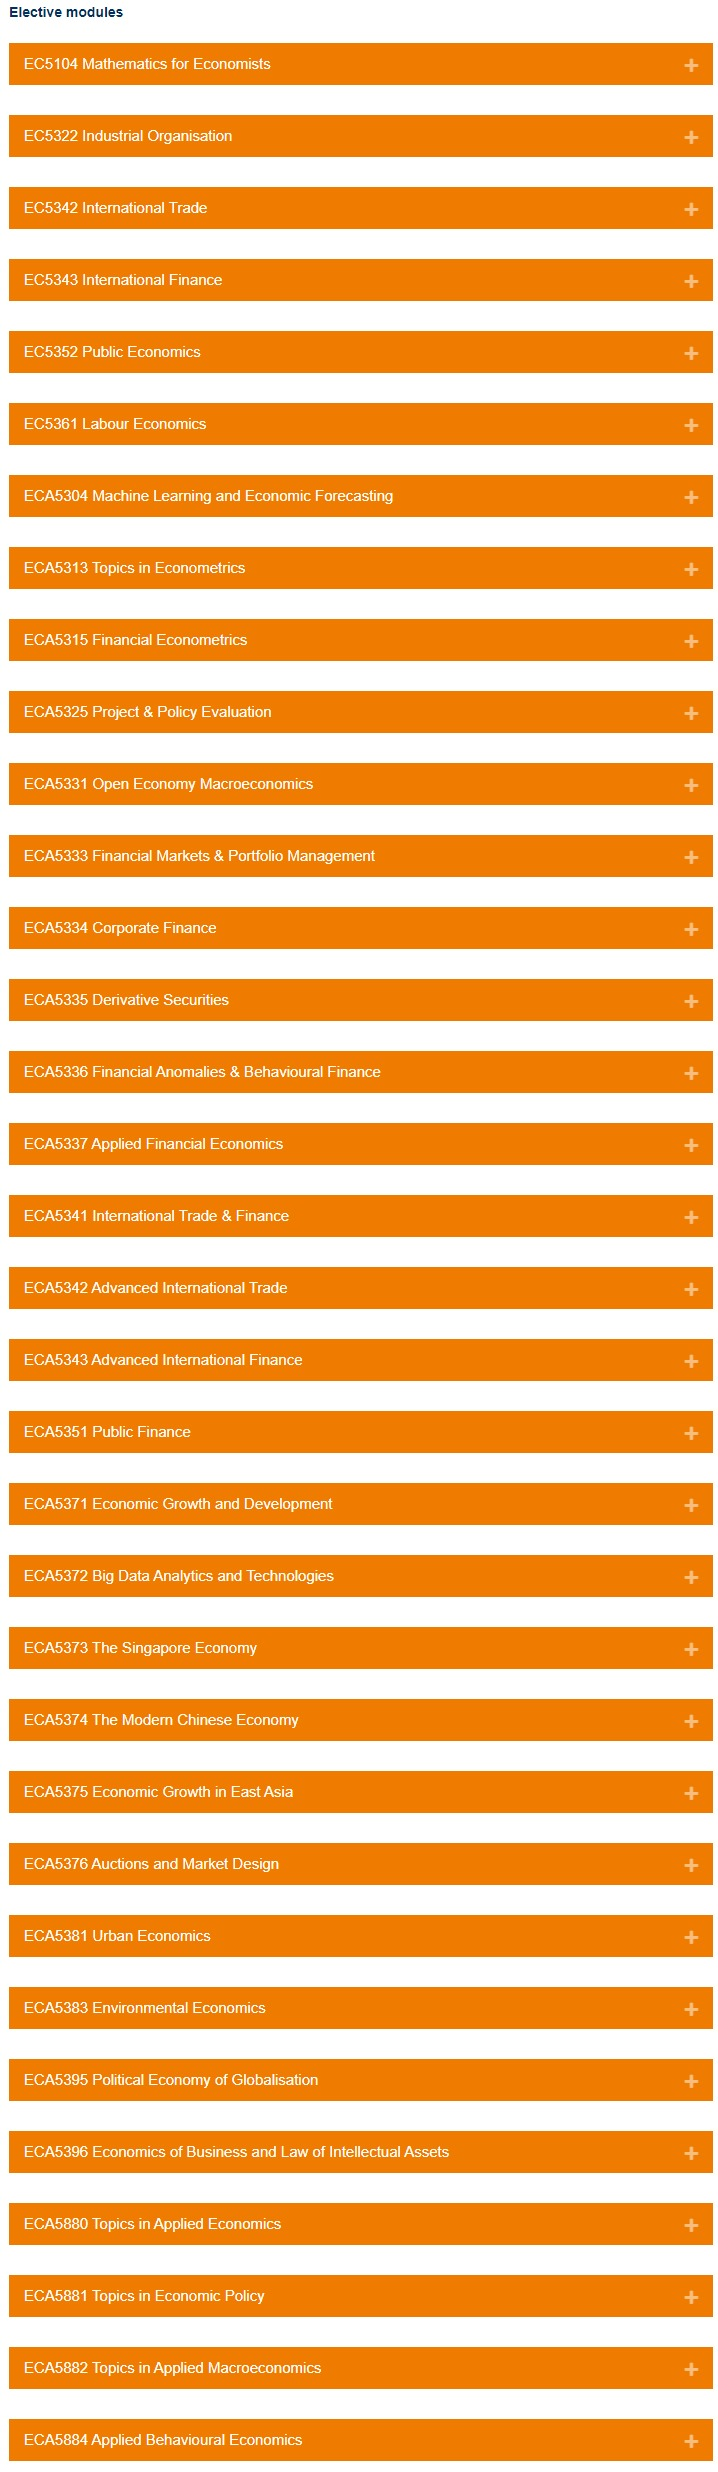 Elective modules
EC5104 Mathematics for Economists
EC5322 Industrial Organisation
EC5342 International Trade
EC5343 International Finance
EC5352 Public Economics
EC5361 Labour Economics
ECA5304 Machine Learning and Economic Forecasting
ECA5313 Topics in Econometrics
ECA5315 Financial Econometrics
ECA5325 Project & Policy Evaluation
ECA5331 Open Economy Macroeconomics
ECA5333 Financial Markets & Portfolio Management
ECA5334 Corporate Finance
ECA5335 Derivative Securities
ECA5336 Financial Anomalies & Behavioural Finance
ECA5337 Applied Financial Economics
ECA5341 International Trade & Finance
ECA5342 Advanced International Trade
ECA5343 Advanced International Finance
ECA5351 Public Finance
ECA5371 Economic Growth and Development
ECA5372 Big Data Analytics and Technologies
ECA5373 The Singapore Economy
ECA5374 The Modern Chinese Economy
ECA5375 Economic Growth in East Asia
ECA5376 Auctions and Market Design
ECA5381 Urban Economics
ECA5383 Environmental Economics
ECA5395 Political Economy of Globalisation
ECA5396 Economics of Business and Law of Intellectual Assets
ECA5880 Topics in Applied Economics
ECA5881 Topics in Economic Policy
ECA5882 Topics in Applied Macroeconomics
ECA5884 Applied Behavioural Economics